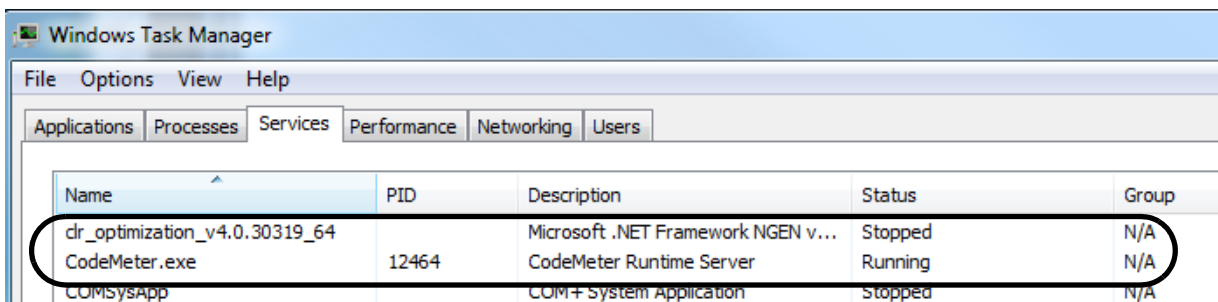 Windows Task Manager
File Options View Help
Applications Processes Services Performance Networking Users
Name PID Description Status Group
clr_optimization_v4.0.30319_64 Microsoft .NET Framework NGEN v... Stopped N/A
CodeMeter.exe 12464 CodeMeter Runtime Server Running N/A
COMSysApp COM+ System Application Stopped N/A